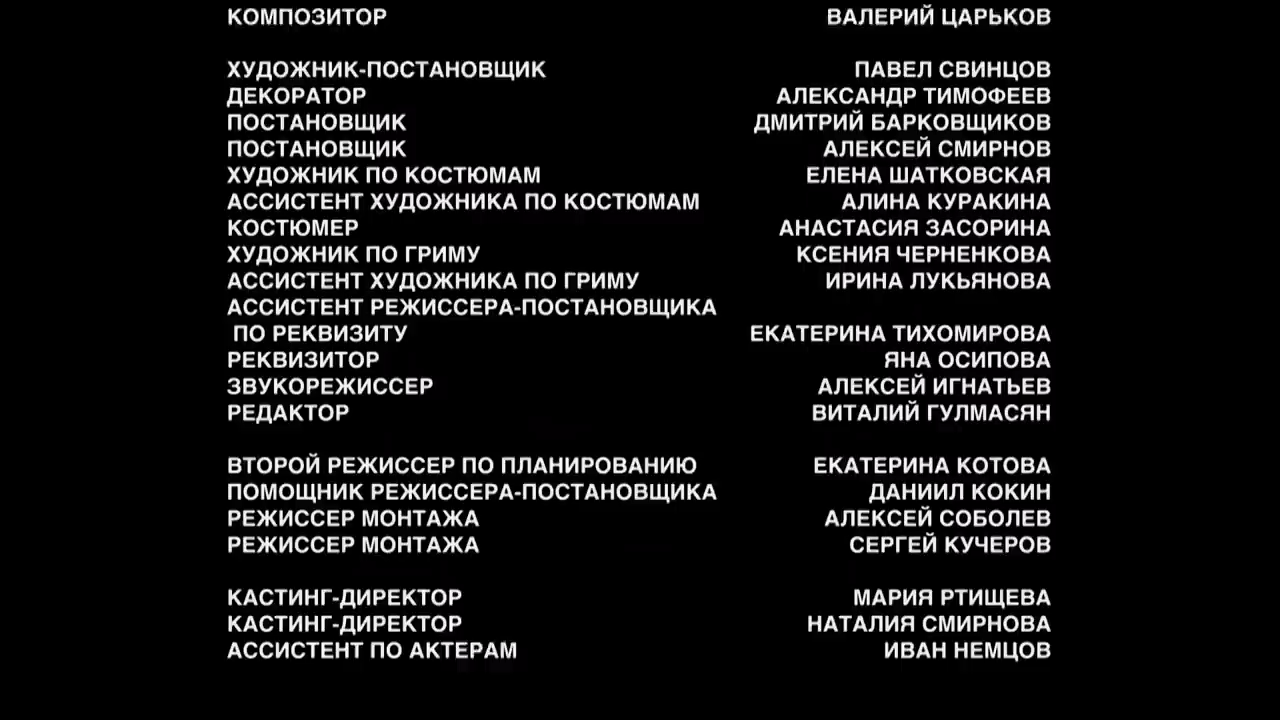 КОМПОЗИТОР ВАЛЕРИЙ ЦАРЬКОВ
ХУДОЖНИК-ПОСТАНОВЩИК ПАВЕЛ СВИНЦОВ
ДЕКОРАТОР АЛЕКСАНДР ТИМОФЕЕВ
ПОСТАНОВЩИК ДМИТРИЙ БАРКОВЩИКОВ
ПОСТАНОВЩИК АЛЕКСЕЙ СМИРНОВ
ХУДОЖНИК ПО КОСТЮМАМ ЕЛЕНА ШАТКОВСКАЯ
АССИСТЕНТ ХУДОЖНИКА ПО КОСТЮМАМ АЛИНА КУРАКИНА
КОСТЮМЕР АНАСТАСИЯ ЗАСОРИНА
ХУДОЖНИК ПО ГРИМУ КСЕНИЯ ЧЕРНЕНКОВА
АССИСТЕНТ ХУДОЖНИКА ПО ГРИМУ ИРИНА ЛУКЬЯНОВА
АССИСТЕНТ РЕЖИССЕРА-ПОСТАНОВЩИКА
ПО РЕКВИЗИТУ ЕКАТЕРИНА ТИХОМИРОВА
РЕКВИЗИТОР ЯНА ОСИПОВА
ЗВУКОРЕЖИССЕР АЛЕКСЕЙ ИГНАТЬЕВ
РЕДАКТОР ВИТАЛИЙ ГУЛМАСЯН
ВТОРОЙ РЕЖИССЕР ПО ПЛАНИРОВАНИЮ ЕКАТЕРИНА КОТОВА
ПОМОЩНИК РЕЖИССЕРА-ПОСТАНОВЩИКА ДАНИИЛ КОКИН
РЕЖИССЕР МОНТАЖА АЛЕКСЕЙ СОБОЛЕВ
РЕЖИССЕР МОНТАЖА СЕРГЕЙ КУЧЕРОВ
КАСТИНГ-ДИРЕКТОР МАРИЯ РТИЩЕВА
КАСТИНГ-ДИРЕКТОР НАТАЛИЯ СМИРНОВА
АССИСТЕНТ ПО АКТЕРАМ ИВАН НЕМЦОВ